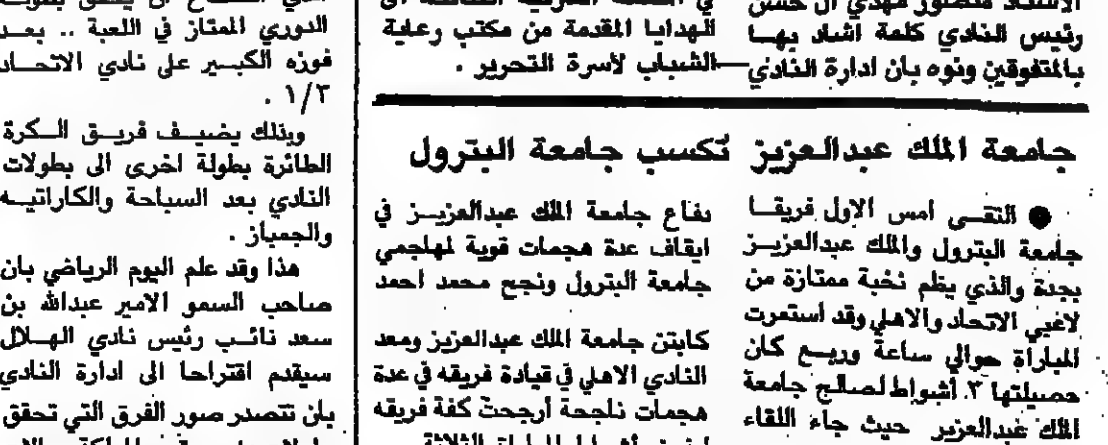 رئيس النادي كلمة اشاد بها
بالمتفوقين ونوه بان ادارة النادي
الهدايا المقدمة من مكتب رعاية
الشباب لأسرة التحرير .
جامعة الملك عبدالعزيز تكسب جامعة البترول
● التقى امس الاول فريقا
جامعة البترول والملك عبدالعزيز
بجدة والذي يظم نخبة ممتازة من
لاغبي الاتحاد والاهلي وقد استمرت
المباراة حوالي ساعة وربع كان
حصيلتها ٣ أشواط لصالح جامعة
الملك عبدالعزيز حيث جاء اللقاء
دفاع جامعة الملك عبدالعزيز في
ايقاف عدة هجمات قوية لمهاجمي
جامعة البترول ونجح محمد احمد
كابتن جامعة الملك عبدالعزيز ومعد
النادي الاهلي في قيادة فريقه في عدة
هجمات ناجحة أرجحت كفة فريقه
الدوري الممتاز في اللعبة .. بعد
فوزه الكبير على نادي الاتحاد
١/٣ .
وبذلك يضيف فريق الكرة
الطائرة بطولة اخرى الى بطولات
النادي بعد السباحة والكاراتيه
والجمباز .
هذا وقد علم اليوم الرياضي بان
صاحب السمو الامير عبدالله بن
سعد نائب رئيس نادي الهلال
سيقدم اقتراحا الى ادارة النادي
بان تتصدر صور الفرق التي تحقق